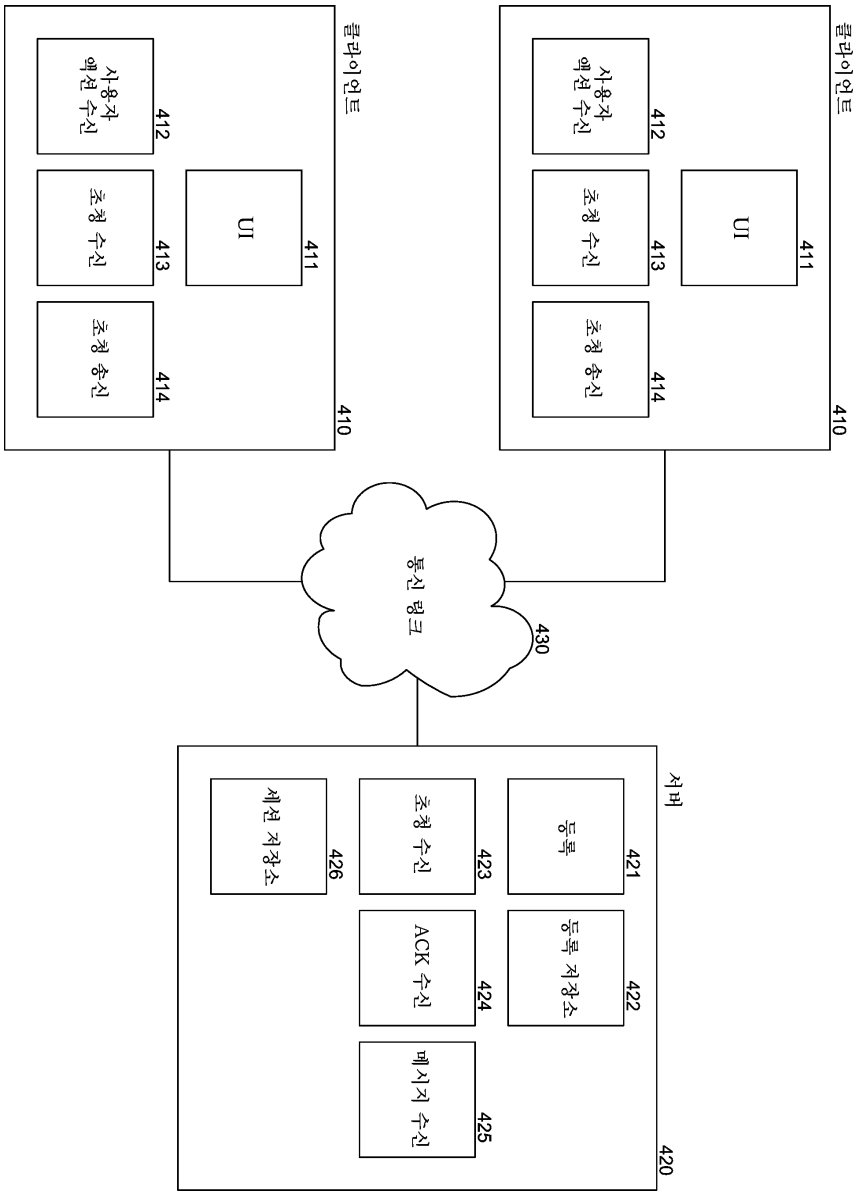 클라이언트
410
411
UI
412
사용자
액션 수신
413
초청 수신
414
초청 송신
클라이언트
410
411
UI
412
사용자
액션 수신
413
초청 수신
414
초청 송신
430
통신 링크
서버
420
421
등록
422
등록 저장소
423
초청 수신
424
ACK 수신
425
메시지 수신
426
세션 저장소